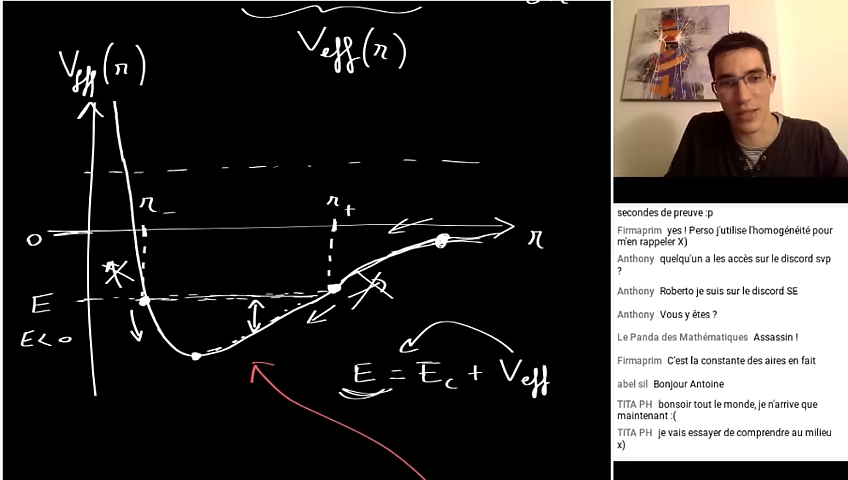 Veff(r)
Veff(r)
r-
r+
0
r
E
E<0
E = Ec + Veff
secondes de preuve :p
Firmaprim yes ! Perso j'utilise l'homogénéité pour
m'en rappeler X)
Anthony quelqu'un a les accès sur le discord svp
?
Anthony Roberto je suis sur le discord SE
Anthony Vous y êtes ?
Le Panda des Mathématiques Assassin !
Firmaprim C'est la constante des aires en fait
abel sil Bonjour Antoine
TITA PH bonsoir tout le monde, je n'arrive que
maintenant :(
TITA PH je vais essayer de comprendre au milieu
x)